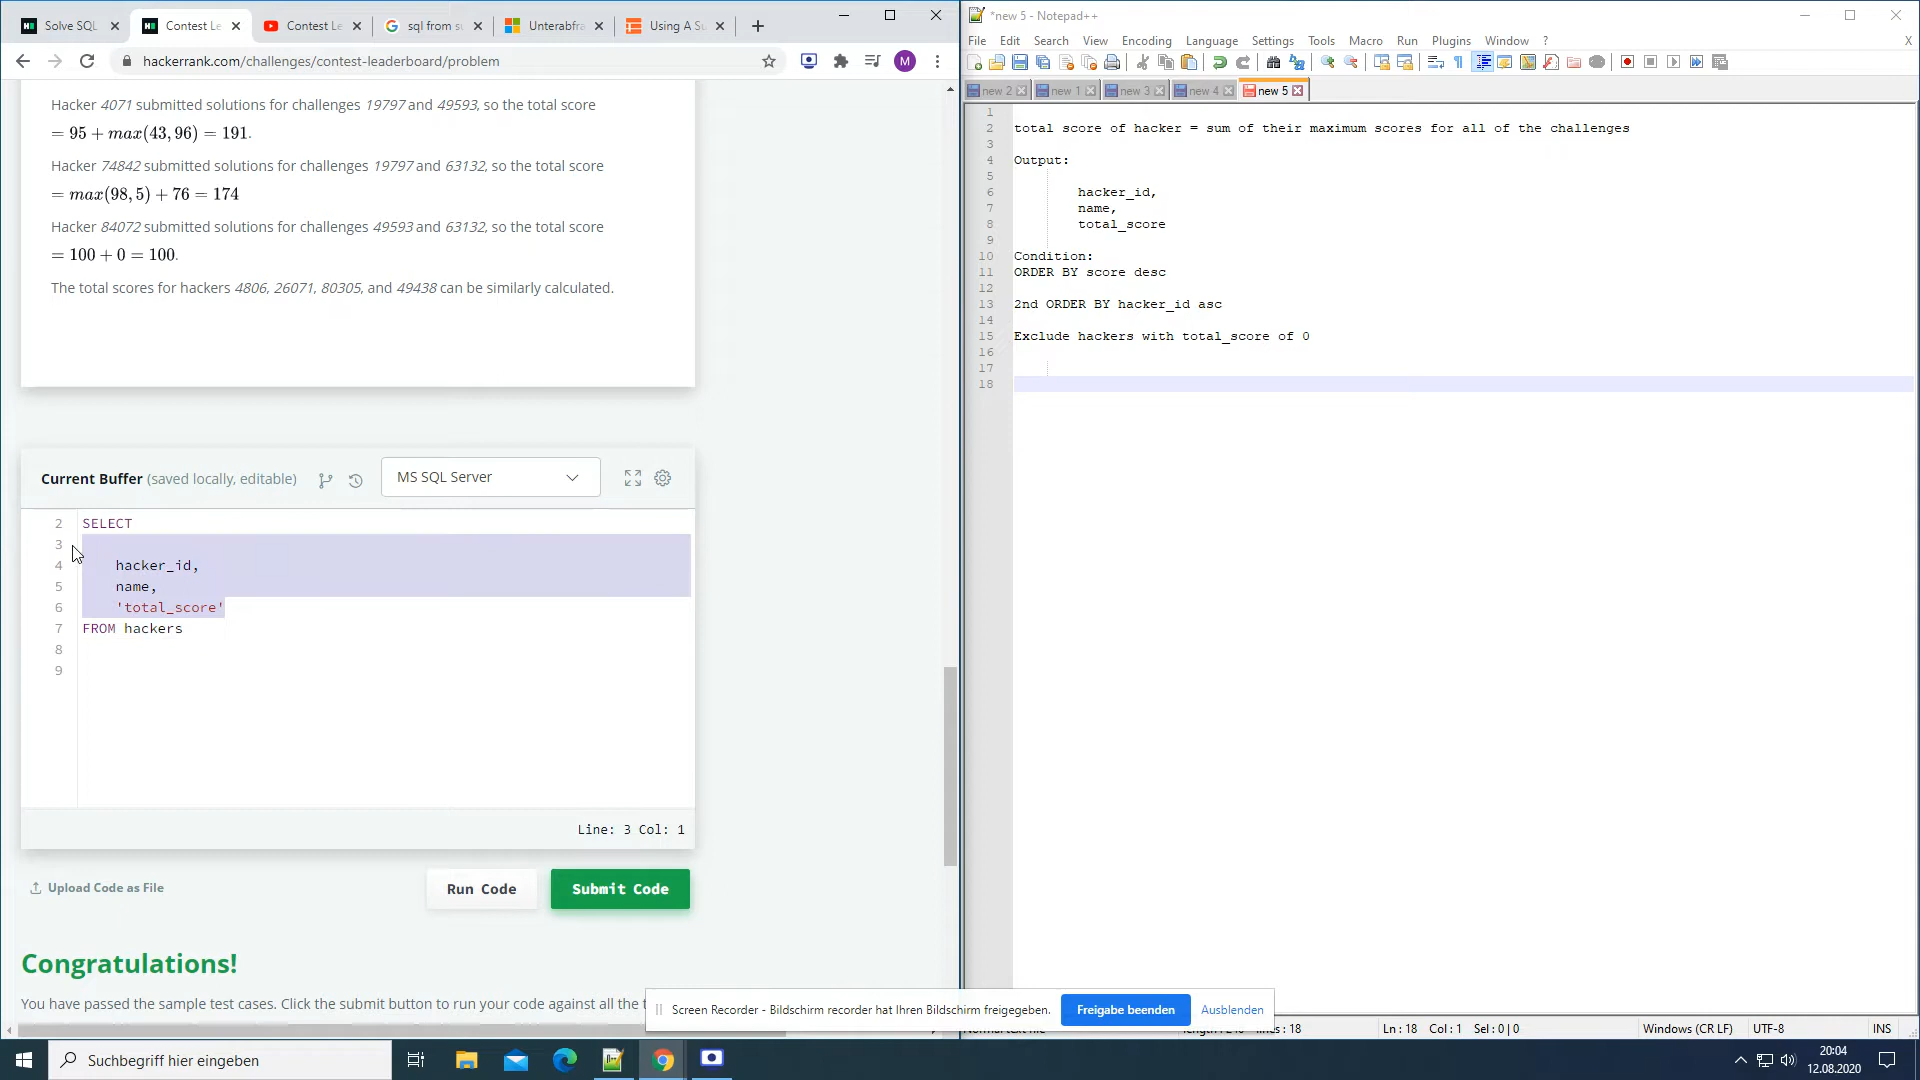 Solve SQL
Contest Le
Contest Le
sql from su
Unterabfra
Using A Su
hackerrank.com/challenges/contest-leaderboard/problem
M
Hacker 4071 submitted solutions for challenges 19797 and 49593, so the total score
= 95 + max(43, 96) = 191.
Hacker 74842 submitted solutions for challenges 19797 and 63132, so the total score
= max(98, 5) + 76 = 174
Hacker 84072 submitted solutions for challenges 49593 and 63132, so the total score
= 100 + 0 = 100.
The total scores for hackers 4806, 26071, 80305, and 49438 can be similarly calculated.
Current Buffer (saved locally, editable)
MS SQL Server
2 SELECT
3
4 hacker_id,
5 name,
6 'total_score'
7 FROM hackers
8
9
Line: 3 Col: 1
Upload Code as File
Run Code
Submit Code
Congratulations!
You have passed the sample test cases. Click the submit button to run your code against all the t
*new 5 - Notepad++
File Edit Search View Encoding Language Settings Tools Macro Run Plugins Window ? X
new 2
new 1
new 3
new 4
new 5
1
2 total score of hacker = sum of their maximum scores for all of the challenges
3
4 Output:
5
6 hacker_id,
7 name,
8 total_score
9
10 Condition:
11 ORDER BY score desc
12
13 2nd ORDER BY hacker_id asc
14
15 Exclude hackers with total_score of 0
16
17
18
Screen Recorder - Bildschirm recorder hat Ihren Bildschirm freigegeben.
Freigabe beenden
Ausblenden
Ln : 18 Col : 1 Sel : 0 | 0
Windows (CR LF)
UTF-8
INS
Suchbegriff hier eingeben
20:04
12.08.2020